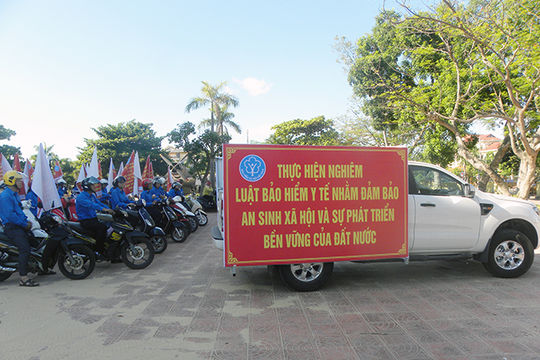 THỰC HIỆN NGHIÊM
LUẬT BẢO HIỂM Y TẾ NHẰM ĐẢM BẢO
AN SINH XÃ HỘI VÀ SỰ PHÁT TRIỂN
BỀN VỮNG CỦA ĐẤT NƯỚC